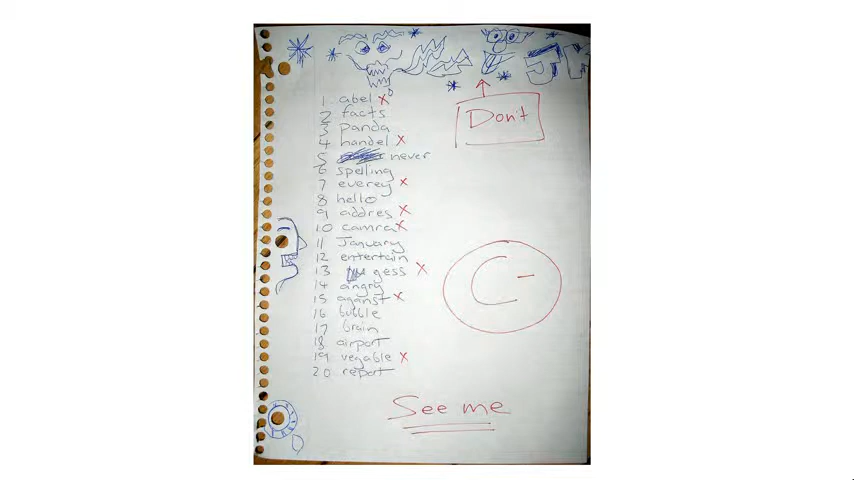 1 abel x
2 facts
3 panda
4 handel x
5 never
6 spelling
7 everey x
8 hello
9 addres x
10 camra x
11 January
12 entertain
13 gess x
14 angry
15 aganst x
16 bubble
17 brain
18 airport
19 vegable x
20 report
Don't
C-
See me